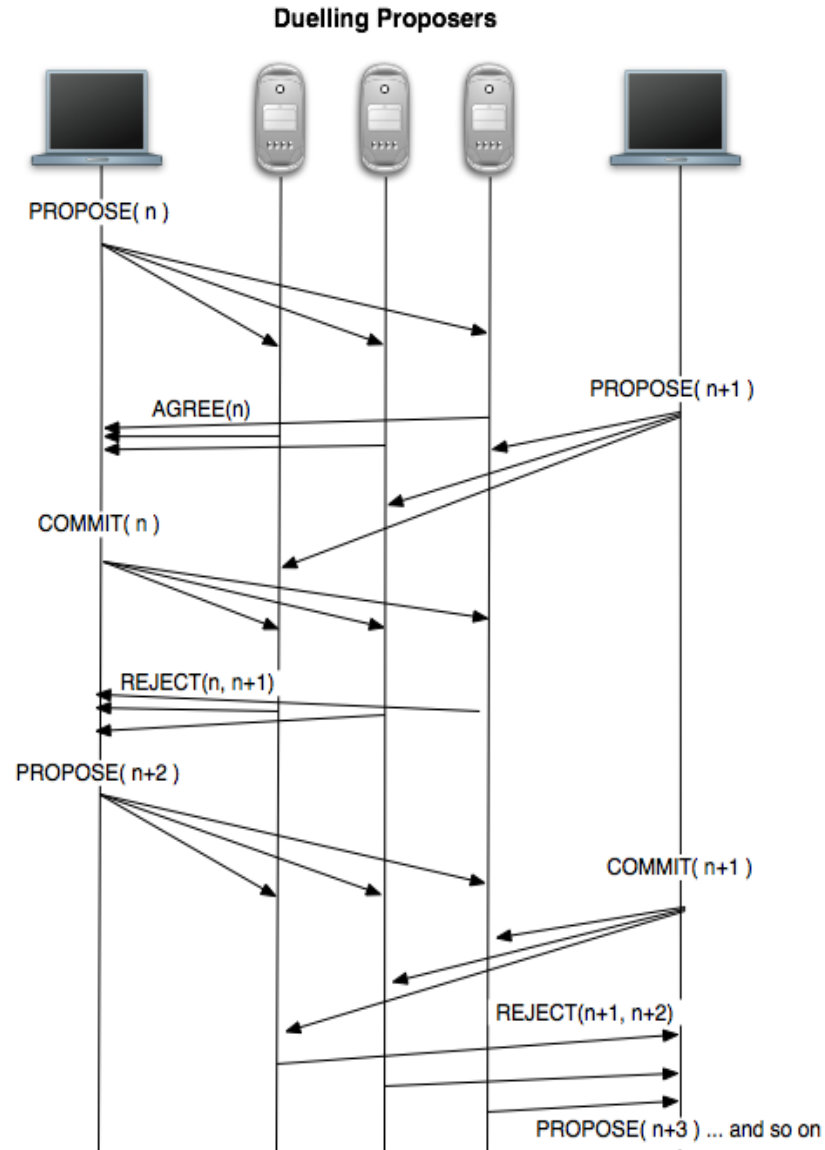 Duelling Proposers
PROPOSE( n )
PROPOSE( n+1 )
AGREE(n)
COMMIT( n )
REJECT(n, n+1)
PROPOSE( n+2 )
COMMIT( n+1 )
REJECT(n+1, n+2)
PROPOSE( n+3 ) ... and so on